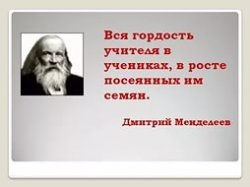 Вся гордость
учителя в
учениках, в росте
посеянных им
семян.
Дмитрий Менделеев